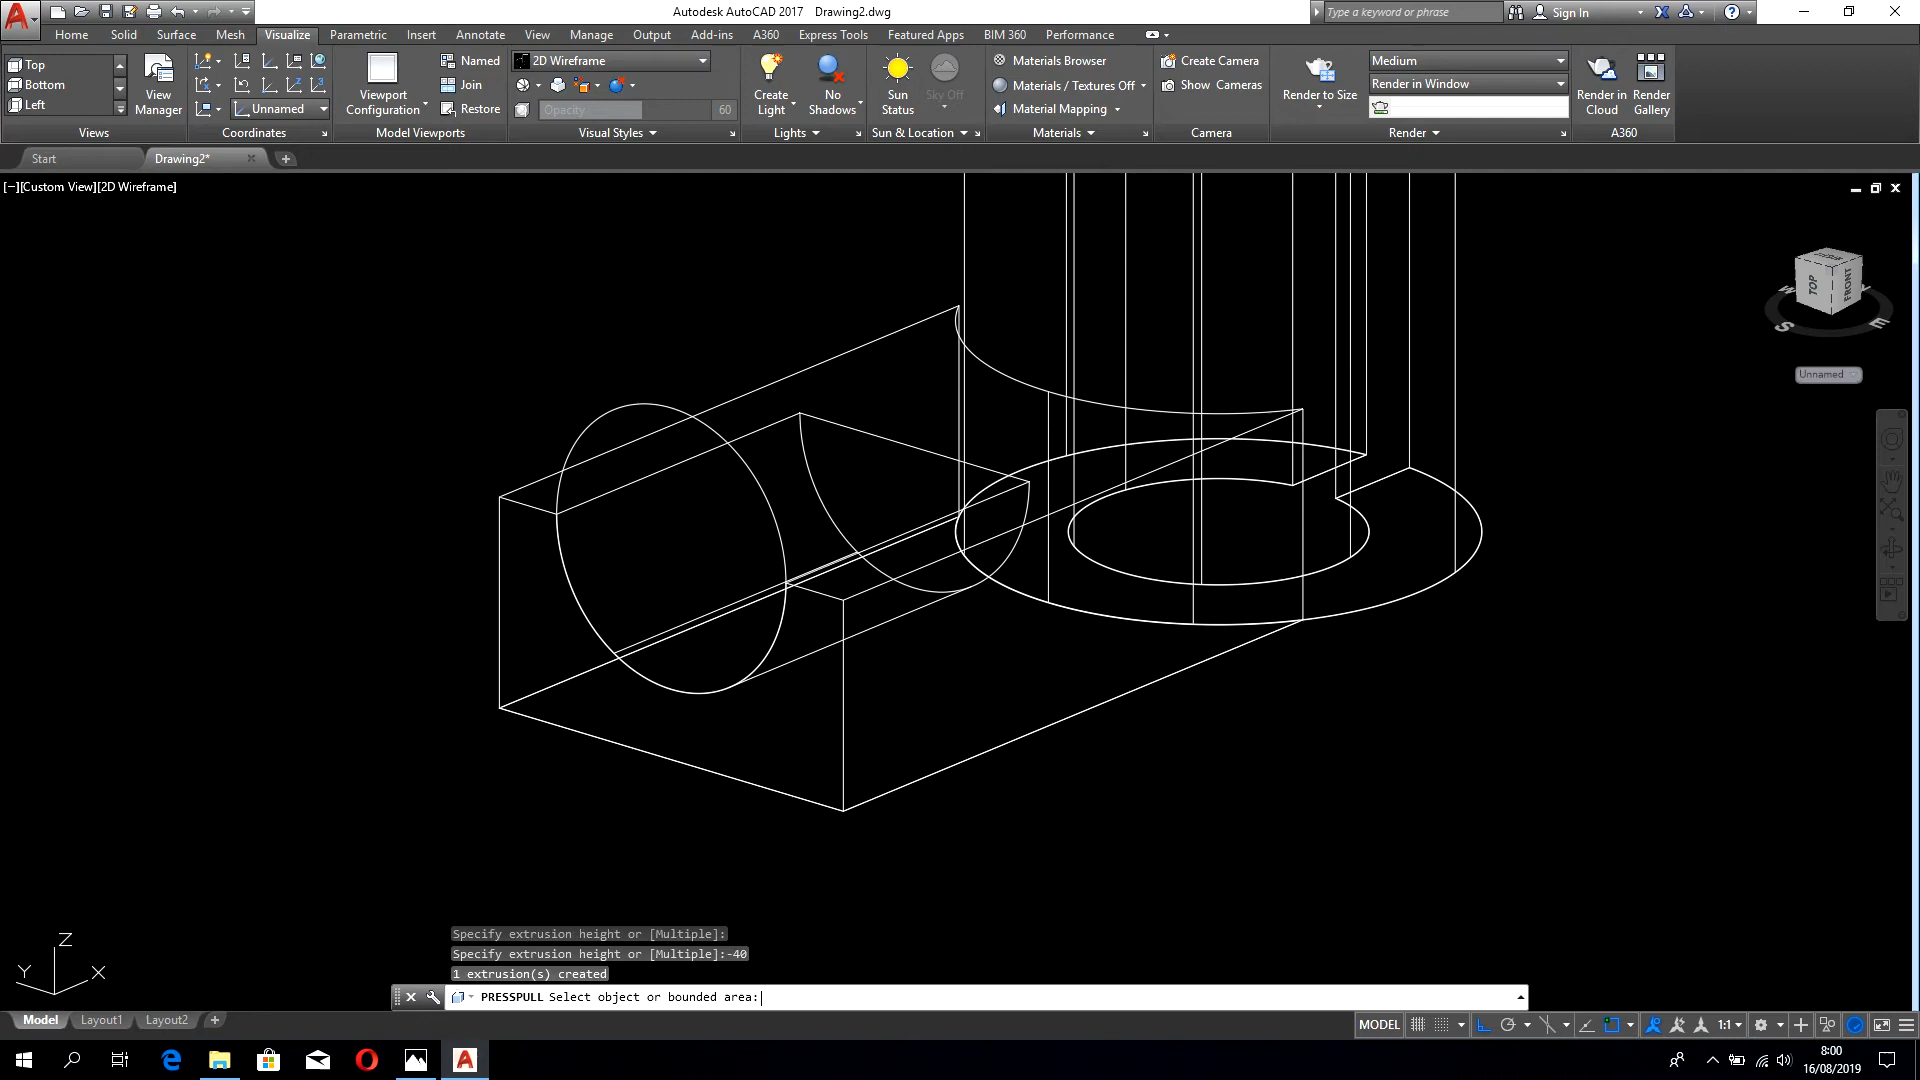 Autodesk AutoCAD 2017 Drawing2.dwg
Type a keyword or phrase
Sign In
Home Solid Surface Mesh Visualize Parametric Insert Annotate View Manage Output Add-ins A360 Express Tools Featured Apps BIM 360 Performance
Top
Bottom
Left
View
Manager
Views
Unnamed
Coordinates
Viewport
Configuration
Named
Join
Restore
Model Viewports
2D Wireframe
Opacity 60
Visual Styles
Create
Light
No
Shadows
Lights
Sun
Status
Sky Off
Sun & Location
Materials Browser
Materials / Textures Off
Material Mapping
Materials
Create Camera
Show Cameras
Camera
Render to Size
Medium
Render in Window
Render
Render in
Cloud
Render
Gallery
A360
Start
Drawing2*
[−][Custom View][2D Wireframe]
TOP
FRONT
W
S
E
Unnamed
Z
Y
X
Specify extrusion height or [Multiple]:
Specify extrusion height or [Multiple]:-40
1 extrusion(s) created
PRESSPULL Select object or bounded area:
Model Layout1 Layout2
MODEL
1:1
8:00
16/08/2019